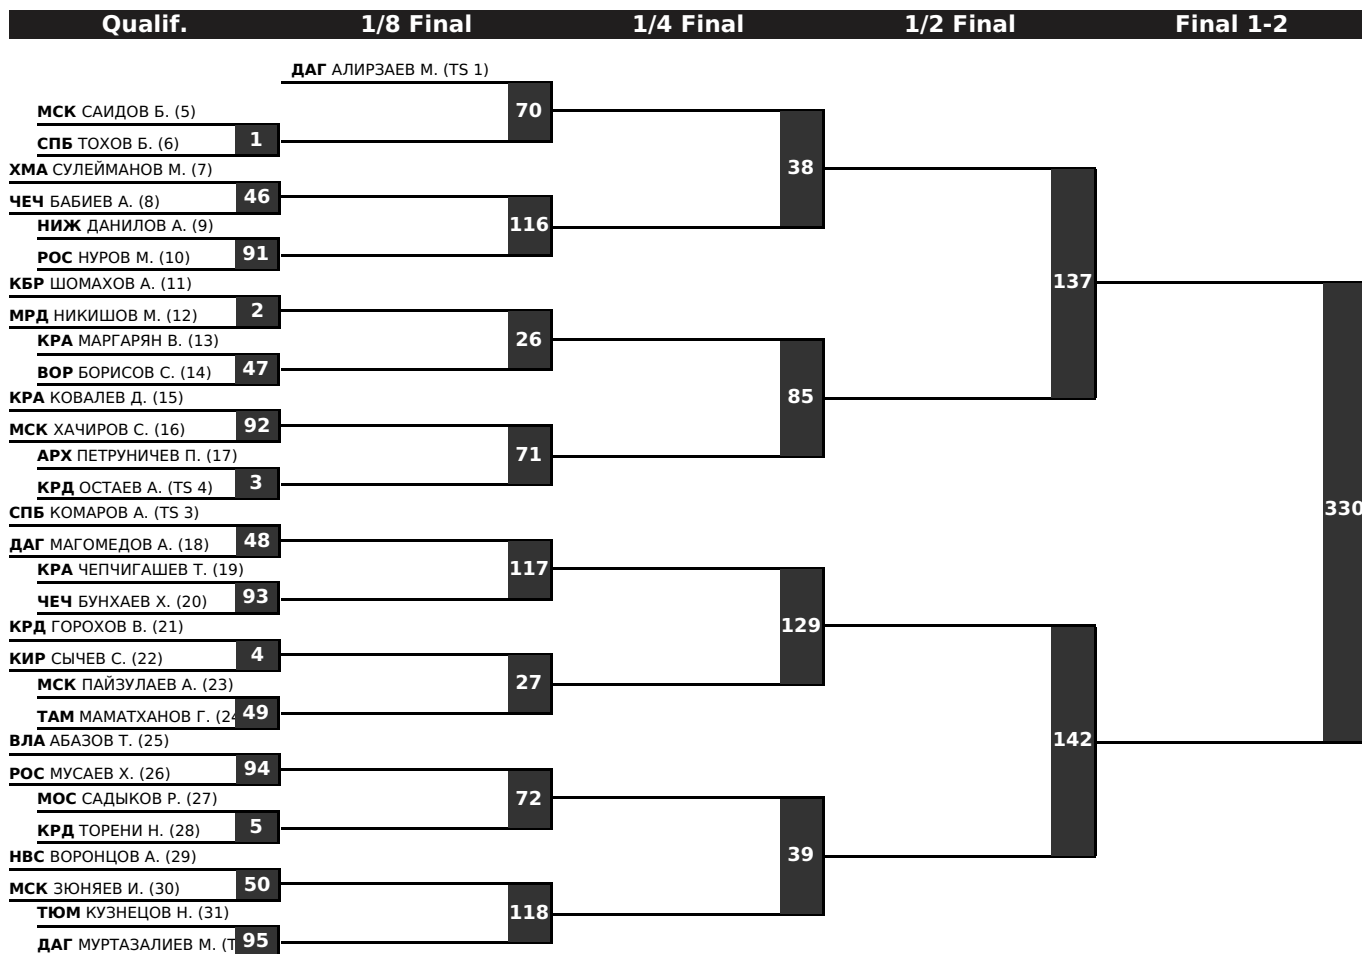 Qualif. 1/8 Final 1/4 Final 1/2 Final Final 1-2
ДАГ АЛИРЗАЕВ М. (TS 1)
70
МСК САИДОВ Б. (5)
1
СПБ ТОХОВ Б. (6)
38
ХМА СУЛЕЙМАНОВ М. (7)
46
ЧЕЧ БАБИЕВ А. (8)
116
НИЖ ДАНИЛОВ А. (9)
91
РОС НУРОВ М. (10)
137
КБР ШОМАХОВ А. (11)
2
МРД НИКИШОВ М. (12)
26
КРА МАРГАРЯН В. (13)
47
ВОР БОРИСОВ С. (14)
85
КРА КОВАЛЕВ Д. (15)
92
МСК ХАЧИРОВ С. (16)
71
АРХ ПЕТРУНИЧЕВ П. (17)
3
КРД ОСТАЕВ А. (TS 4)
330
СПБ КОМАРОВ А. (TS 3)
48
ДАГ МАГОМЕДОВ А. (18)
117
КРА ЧЕПЧИГАШЕВ Т. (19)
93
ЧЕЧ БУНХАЕВ Х. (20)
129
КРД ГОРОХОВ В. (21)
4
КИР СЫЧЕВ С. (22)
27
МСК ПАЙЗУЛАЕВ А. (23)
49
ТАМ МАМАТХАНОВ Г. (24
142
ВЛА АБАЗОВ Т. (25)
94
РОС МУСАЕВ Х. (26)
72
МОС САДЫКОВ Р. (27)
5
КРД ТОРЕНИ Н. (28)
39
НВС ВОРОНЦОВ А. (29)
50
МСК ЗЮНЯЕВ И. (30)
118
ТЮМ КУЗНЕЦОВ Н. (31)
95
ДАГ МУРТАЗАЛИЕВ М. (T